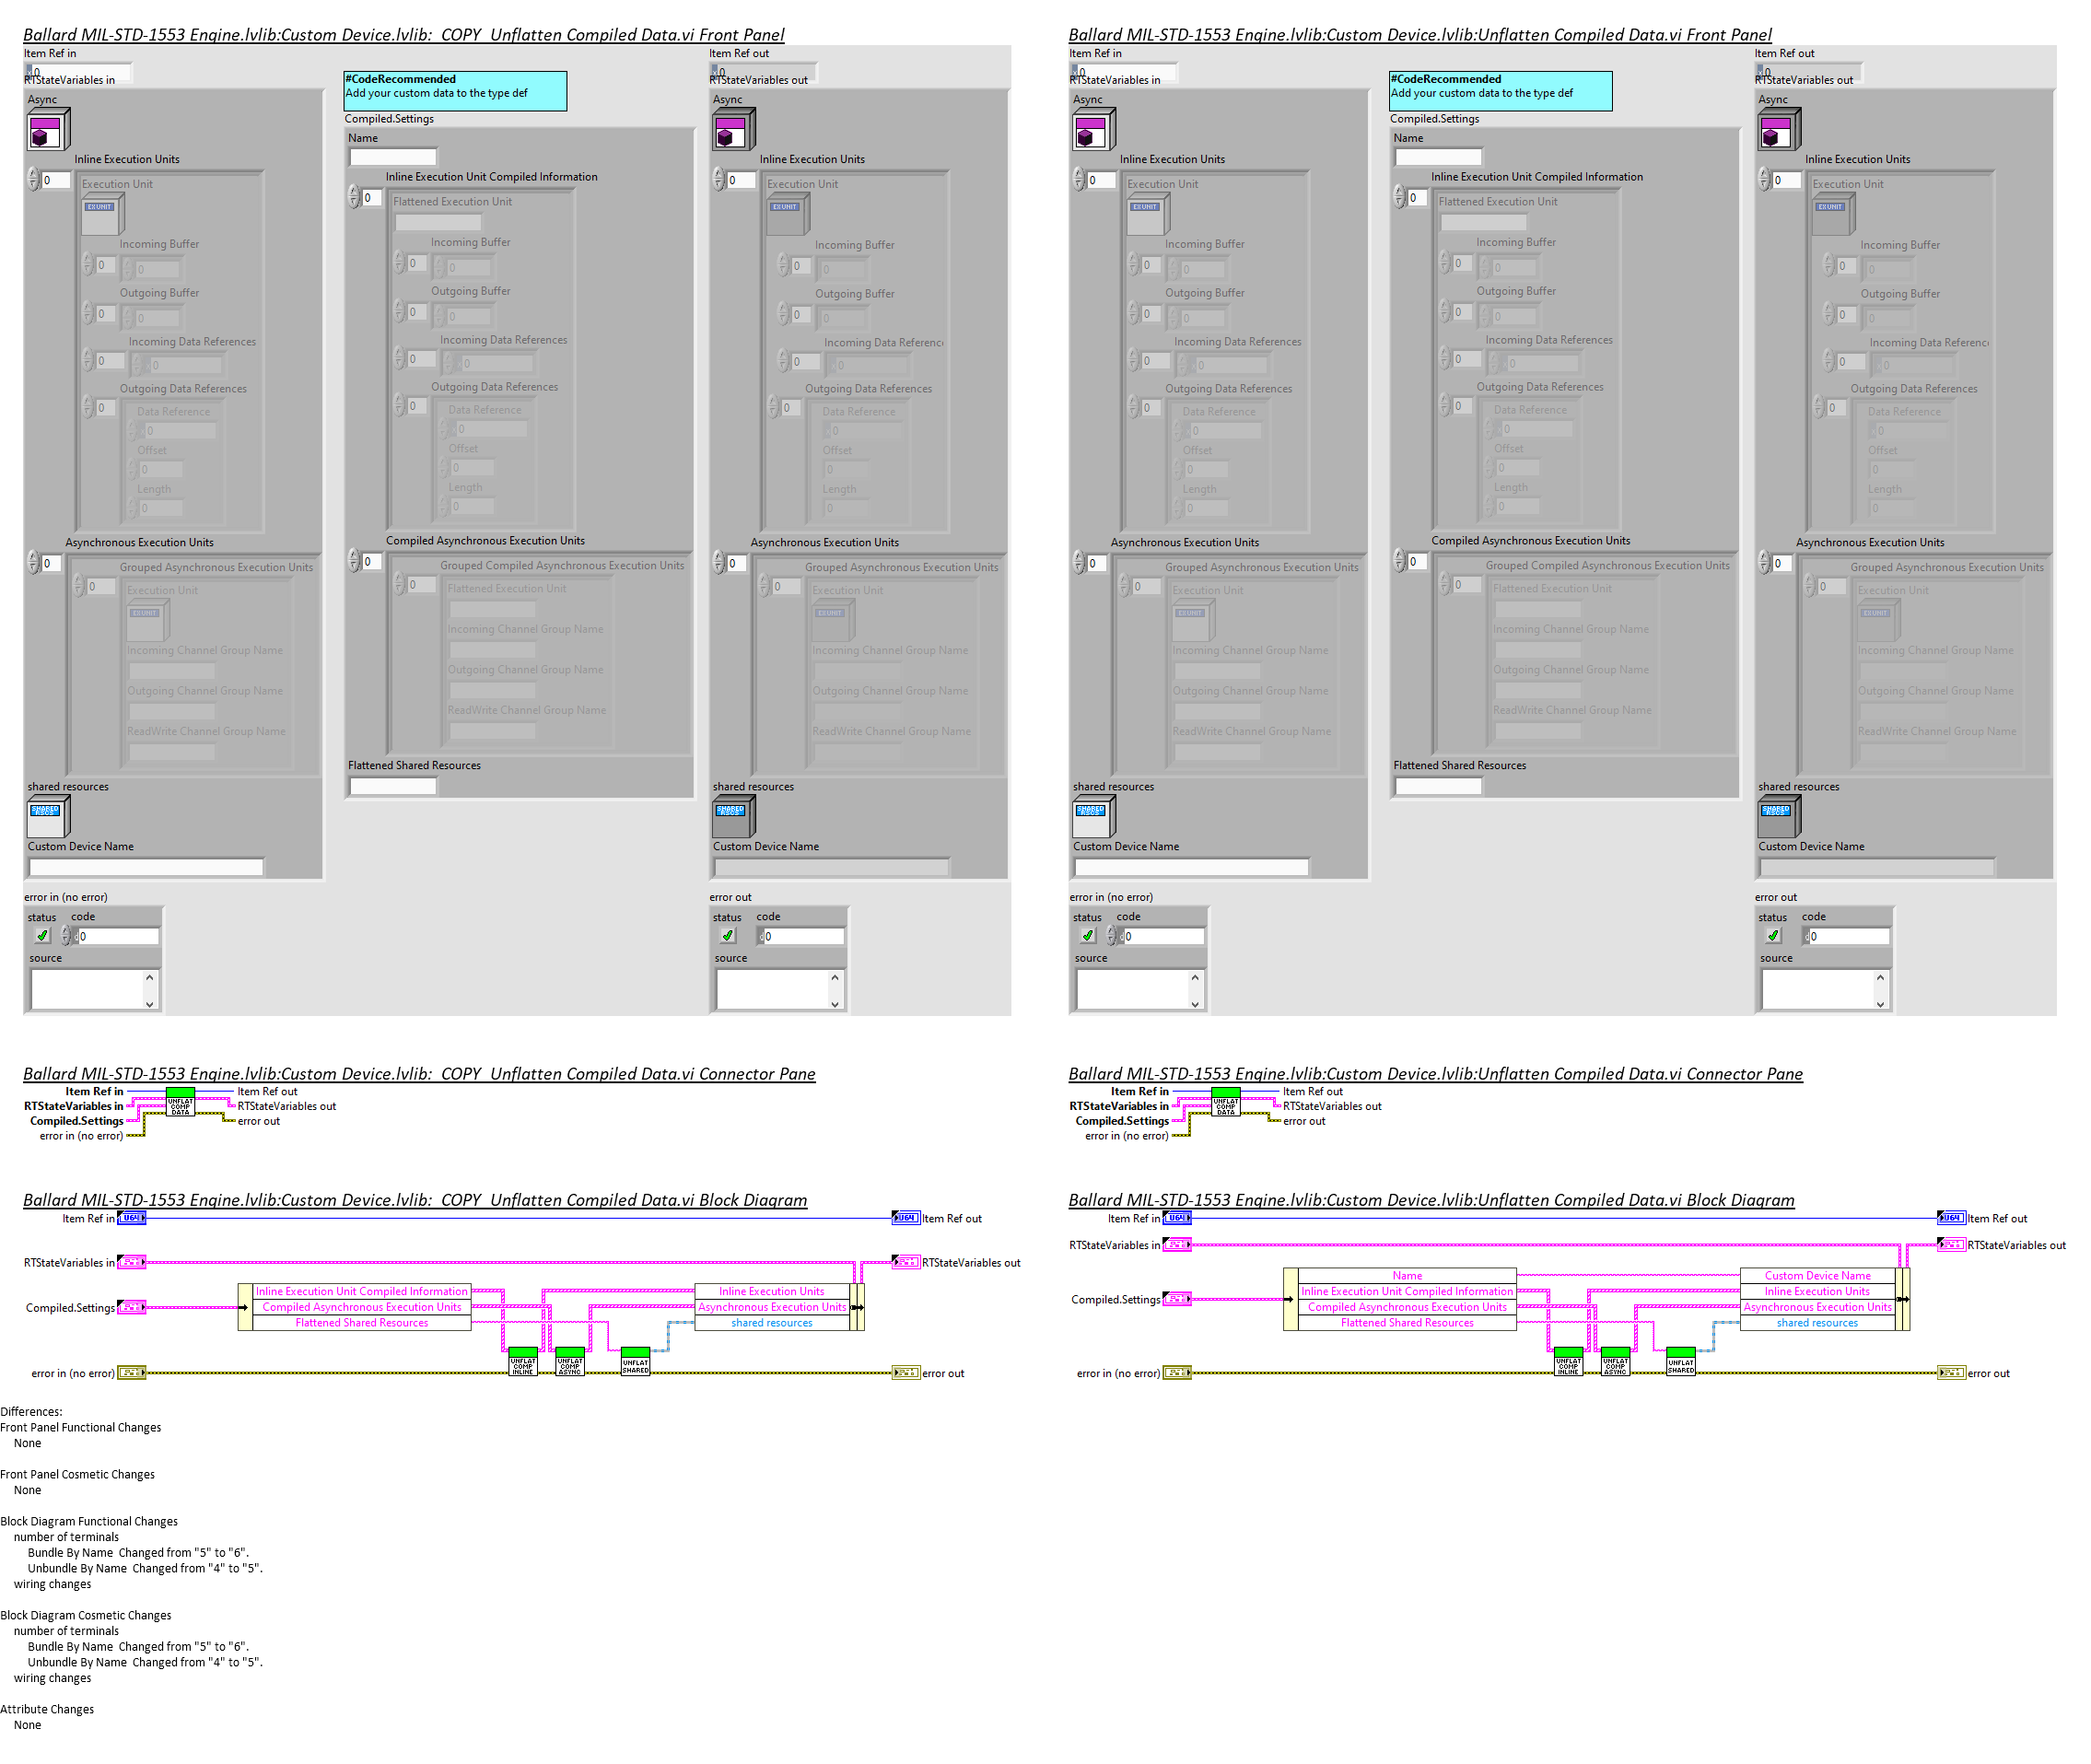 Ballard MIL-STD-1553 Engine.lvlib:Custom Device.lvlib:  COPY  Unflatten Compiled Data.vi Front Panel
Item Ref in
0
RTStateVariables in
Async
Inline Execution Units
0
Execution Unit
EXUNIT
Incoming Buffer
0
0
Outgoing Buffer
0
0
Incoming Data References
0
0
Outgoing Data References
0
Data Reference
0
Offset
0
Length
0
Asynchronous Execution Units
0
Grouped Asynchronous Execution Units
0
Execution Unit
EXUNIT
Incoming Channel Group Name
Outgoing Channel Group Name
ReadWrite Channel Group Name
shared resources
SHARED
RSCS
Custom Device Name
error in (no error)
status code
0
source
#CodeRecommended
Add your custom data to the type def
Compiled.Settings
Name
Inline Execution Unit Compiled Information
0
Flattened Execution Unit
Incoming Buffer
0
0
Outgoing Buffer
0
0
Incoming Data References
0
0
Outgoing Data References
0
Data Reference
0
Offset
0
Length
0
Compiled Asynchronous Execution Units
0
Grouped Compiled Asynchronous Execution Units
0
Flattened Execution Unit
Incoming Channel Group Name
Outgoing Channel Group Name
ReadWrite Channel Group Name
Flattened Shared Resources
Item Ref out
0
RTStateVariables out
Async
Inline Execution Units
0
Execution Unit
EXUNIT
Incoming Buffer
0
0
Outgoing Buffer
0
0
Incoming Data Referenc
0
0
Outgoing Data References
0
Data Reference
0
Offset
0
Length
0
Asynchronous Execution Units
0
Grouped Asynchronous Execution Units
0
Execution Unit
EXUNIT
Incoming Channel Group Name
Outgoing Channel Group Name
ReadWrite Channel Group Name
shared resources
SHARED
RSCS
Custom Device Name
error out
status code
0
source
Ballard MIL-STD-1553 Engine.lvlib:Custom Device.lvlib:Unflatten Compiled Data.vi Front Panel
Item Ref in
0
RTStateVariables in
Async
Inline Execution Units
0
Execution Unit
EXUNIT
Incoming Buffer
0
0
Outgoing Buffer
0
0
Incoming Data References
0
0
Outgoing Data References
0
Data Reference
0
Offset
0
Length
0
Asynchronous Execution Units
0
Grouped Asynchronous Execution Units
0
Execution Unit
EXUNIT
Incoming Channel Group Name
Outgoing Channel Group Name
ReadWrite Channel Group Name
shared resources
SHARED
RSCS
Custom Device Name
error in (no error)
status code
0
source
#CodeRecommended
Add your custom data to the type def
Compiled.Settings
Name
Inline Execution Unit Compiled Information
0
Flattened Execution Unit
Incoming Buffer
0
0
Outgoing Buffer
0
0
Incoming Data References
0
0
Outgoing Data References
0
Data Reference
0
Offset
0
Length
0
Compiled Asynchronous Execution Units
0
Grouped Compiled Asynchronous Execution Units
0
Flattened Execution Unit
Incoming Channel Group Name
Outgoing Channel Group Name
ReadWrite Channel Group Name
Flattened Shared Resources
Item Ref out
0
RTStateVariables out
Async
Inline Execution Units
0
Execution Unit
EXUNIT
Incoming Buffer
0
0
Outgoing Buffer
0
0
Incoming Data Referenc
0
0
Outgoing Data References
0
Data Reference
0
Offset
0
Length
0
Asynchronous Execution Units
0
Grouped Asynchronous Execution Units
0
Execution Unit
EXUNIT
Incoming Channel Group Name
Outgoing Channel Group Name
ReadWrite Channel Group Name
shared resources
SHARED
RSCS
Custom Device Name
error out
status code
0
source
Ballard MIL-STD-1553 Engine.lvlib:Custom Device.lvlib:  COPY  Unflatten Compiled Data.vi Connector Pane
Item Ref in
RTStateVariables in
Compiled.Settings
error in (no error)
UNFLAT
COMP
DATA
Item Ref out
RTStateVariables out
error out
Ballard MIL-STD-1553 Engine.lvlib:Custom Device.lvlib:Unflatten Compiled Data.vi Connector Pane
Item Ref in
RTStateVariables in
Compiled.Settings
error in (no error)
UNFLAT
COMP
DATA
Item Ref out
RTStateVariables out
error out
Ballard MIL-STD-1553 Engine.lvlib:Custom Device.lvlib:  COPY  Unflatten Compiled Data.vi Block Diagram
Item Ref in U64 U64 Item Ref out
RTStateVariables in RTStateVariables out
Compiled.Settings
Inline Execution Unit Compiled Information
Compiled Asynchronous Execution Units
Flattened Shared Resources
Inline Execution Units
Asynchronous Execution Units
shared resources
UNFLAT
COMP
INLINE
UNFLAT
COMP
ASYNC
UNFLAT
SHARED
error in (no error) error out
Ballard MIL-STD-1553 Engine.lvlib:Custom Device.lvlib:Unflatten Compiled Data.vi Block Diagram
Item Ref in U64 U64 Item Ref out
RTStateVariables in RTStateVariables out
Compiled.Settings
Name
Inline Execution Unit Compiled Information
Compiled Asynchronous Execution Units
Flattened Shared Resources
Custom Device Name
Inline Execution Units
Asynchronous Execution Units
shared resources
UNFLAT
COMP
INLINE
UNFLAT
COMP
ASYNC
UNFLAT
SHARED
error in (no error) error out
Differences:
Front Panel Functional Changes
None
Front Panel Cosmetic Changes
None
Block Diagram Functional Changes
number of terminals
Bundle By Name  Changed from "5" to "6".
Unbundle By Name  Changed from "4" to "5".
wiring changes
Block Diagram Cosmetic Changes
number of terminals
Bundle By Name  Changed from "5" to "6".
Unbundle By Name  Changed from "4" to "5".
wiring changes
Attribute Changes
None